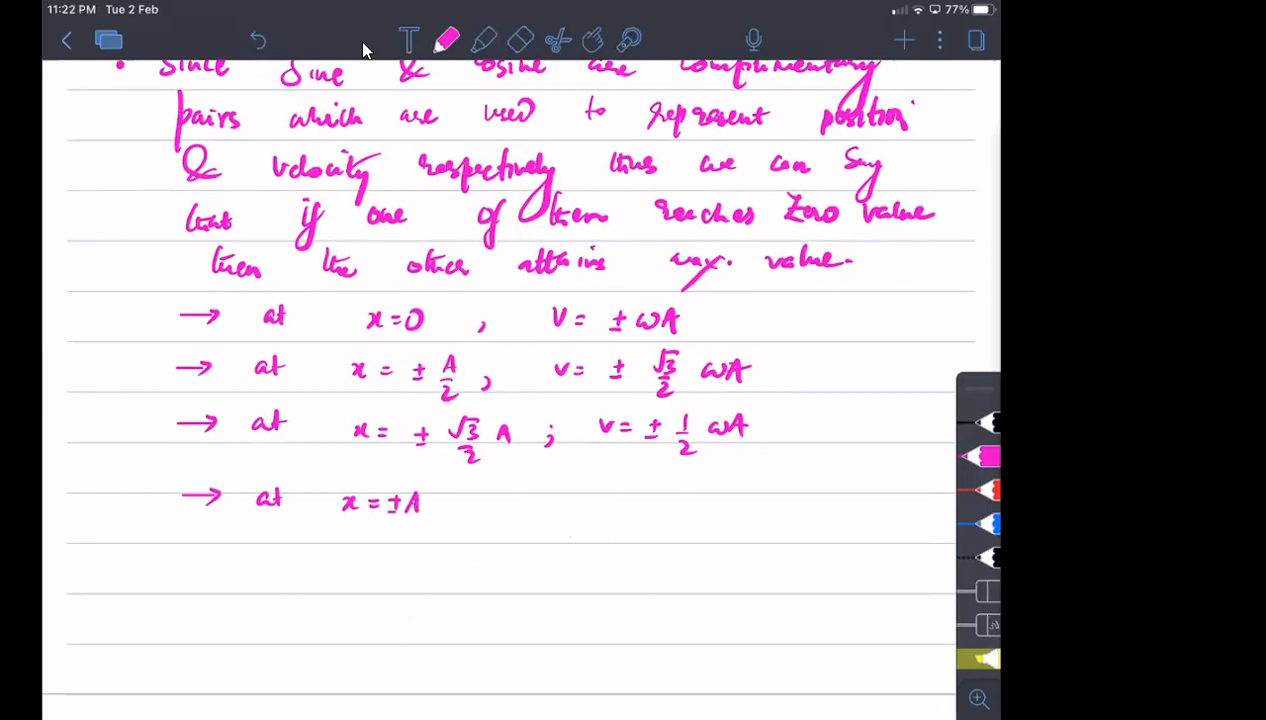 11:22 PM Tue 2 Feb 77%
T
• Since Sine & Cosine are complimentary
pairs which are used to represent position
& velocity respectively thus we can say
that if one of them reaches Zero value
then the other attains max. value.
→ at x=0 , V= ±ωA
→ at x = ± A/2 , v= ± √3/2 ωA
→ at x= ± √3/2 A ; v= ± 1/2 ωA
→ at x = ±A